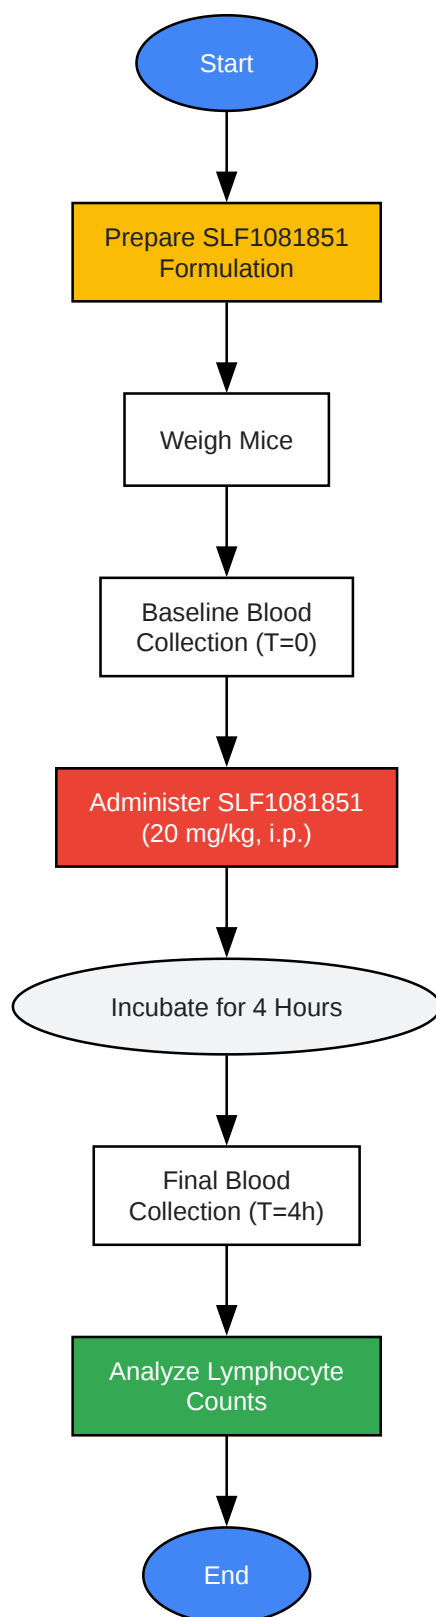 Start
Prepare SLF1081851
Formulation
Weigh Mice
Baseline Blood
Collection (T=0)
Administer SLF1081851
(20 mg/kg, i.p.)
Incubate for 4 Hours
Final Blood
Collection (T=4h)
Analyze Lymphocyte
Counts
End